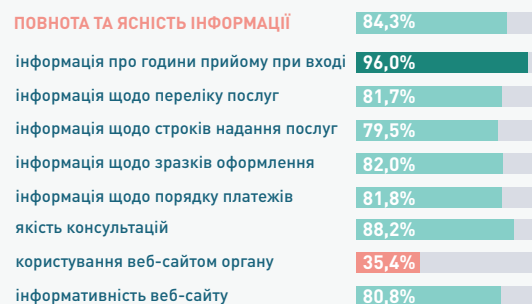 ПОВНОТА ТА ЯСНІСТЬ ІНФОРМАЦІЇ 84,3%
інформація про години прийому при вході 96,0%
інформація щодо переліку послуг 81,7%
інформація щодо строків надання послуг 79,5%
інформація щодо зразків оформлення 82,0%
інформація щодо порядку платежів 81,8%
якість консультацій 88,2%
користування веб-сайтом органу 35,4%
інформативність веб-сайту 80,8%